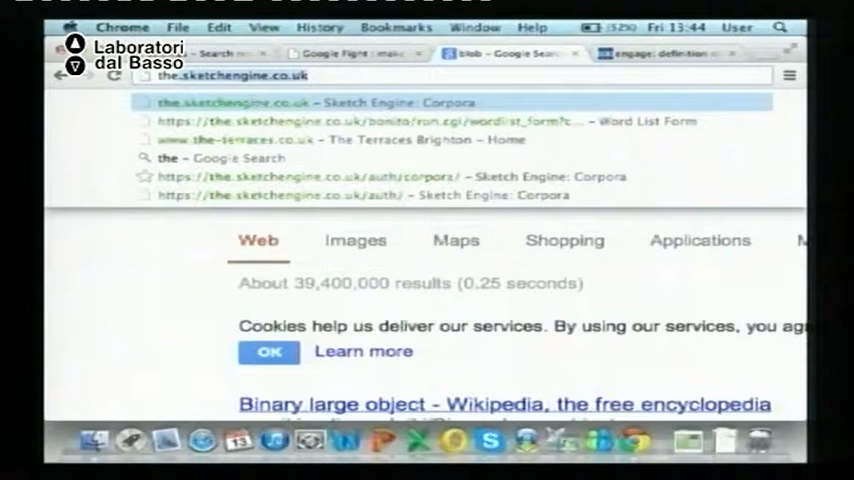 Chrome File Edit View History Bookmarks Window Help Fri 13:44 User
Laboratori
dal Basso
Search
Google Fight : make
blob - Google Sear
engage: definition
the.sketchengine.co.uk
the.sketchengine.co.uk - Sketch Engine: Corpora
https://the.sketchengine.co.uk/bonito/run.cgi/wordlist_form?c... - Word List Form
www.the-terraces.co.uk - The Terraces Brighton - Home
the - Google Search
https://the.sketchengine.co.uk/auth/corpora/ - Sketch Engine: Corpora
https://the.sketchengine.co.uk/auth/ - Sketch Engine: Corpora
Web Images Maps Shopping Applications M
About 39,400,000 results (0.25 seconds)
Cookies help us deliver our services. By using our services, you agr
OK Learn more
Binary large object - Wikipedia, the free encyclopedia
13